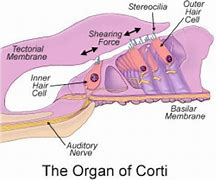 Stereocilia
Outer
Hair
Cell
Shearing
Force
Tectorial
Membrane
Inner
Hair
Cell
Basilar
Membrane
Auditory
Nerve
The Organ of Corti